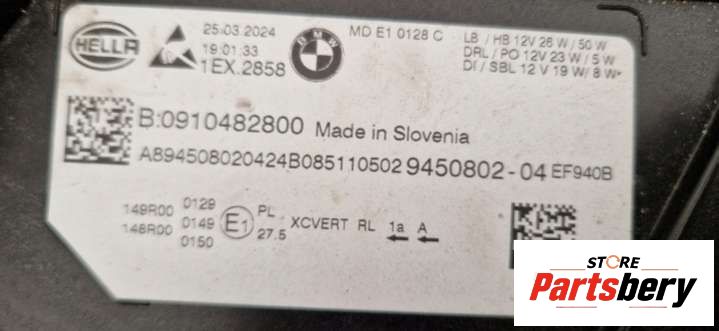 HELLA
25.03.2024
19:01:33
1EX.2858
BMW
MD E1 0128 C
LB / HB 12V 26 W / 50 W
DRL / PO 12V 23 W / 5 W
DI / SBL 12 V 19 W / 8 W
B:0910482800 Made in Slovenia
A894508020424B085110502 9450802-04 EF940B
149R00 0129
148R00 0149
0150
E1
PL
27.5
XCVERT RL 1a A
STORE
Partsbery